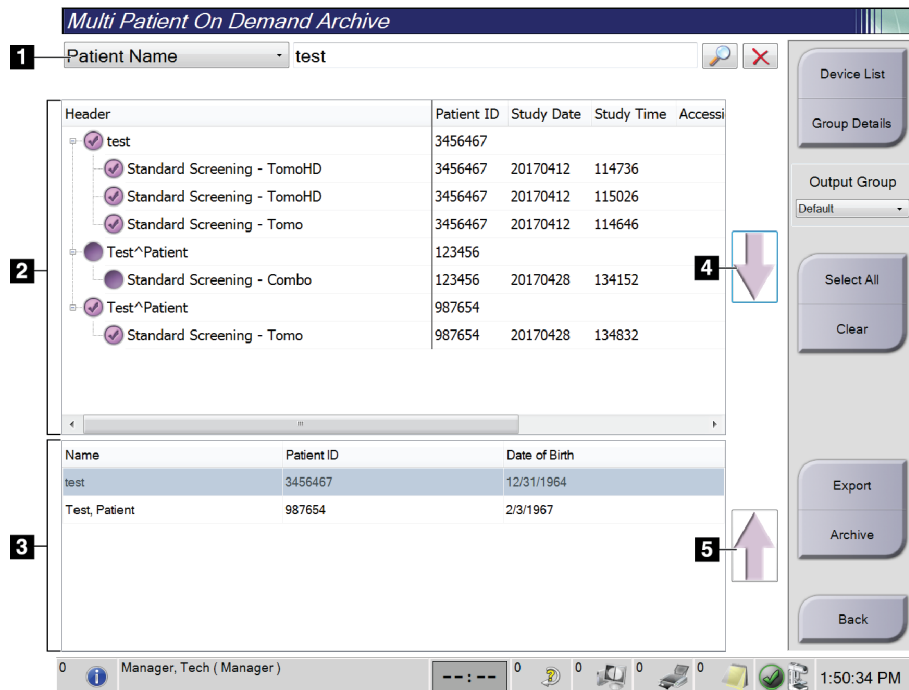 Multi Patient On Demand Archive
1
Patient Name
test
Device List
Group Details
Output Group
Default
Select All
Clear
Export
Archive
Back
2
Header Patient ID Study Date Study Time Accessi
test 3456467
Standard Screening - TomoHD 3456467 20170412 114736
Standard Screening - TomoHD 3456467 20170412 115026
Standard Screening - Tomo 3456467 20170412 114646
Test^Patient 123456
Standard Screening - Combo 123456 20170428 134152
Test^Patient 987654
Standard Screening - Tomo 987654 20170428 134832
4
3
Name Patient ID Date of Birth
test 3456467 12/31/1964
Test, Patient 987654 2/3/1967
5
0 Manager, Tech ( Manager ) --:-- 0 0 0 0 1:50:34 PM